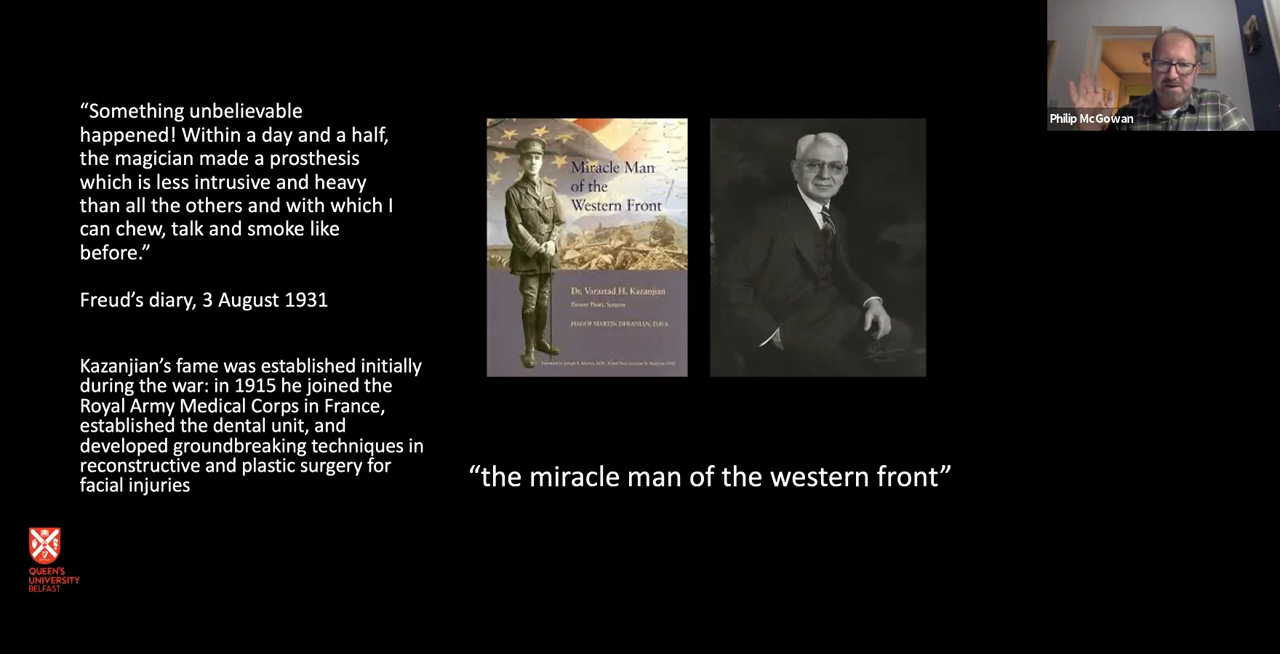 “Something unbelievable
happened! Within a day and a half,
the magician made a prosthesis
which is less intrusive and heavy
than all the others and with which I
can chew, talk and smoke like
before.”
Freud’s diary, 3 August 1931
Kazanjian’s fame was established initially
during the war: in 1915 he joined the
Royal Army Medical Corps in France,
established the dental unit, and
developed groundbreaking techniques in
reconstructive and plastic surgery for
facial injuries
QUEEN'S
UNIVERSITY
BELFAST
Miracle Man
of the
Western Front
Dr. Varaztad H. Kazanjian
Pioneer Plastic Surgeon
HAGOP MARTIN DERANIAN, D.D.S.
“the miracle man of the western front”
Philip McGowan